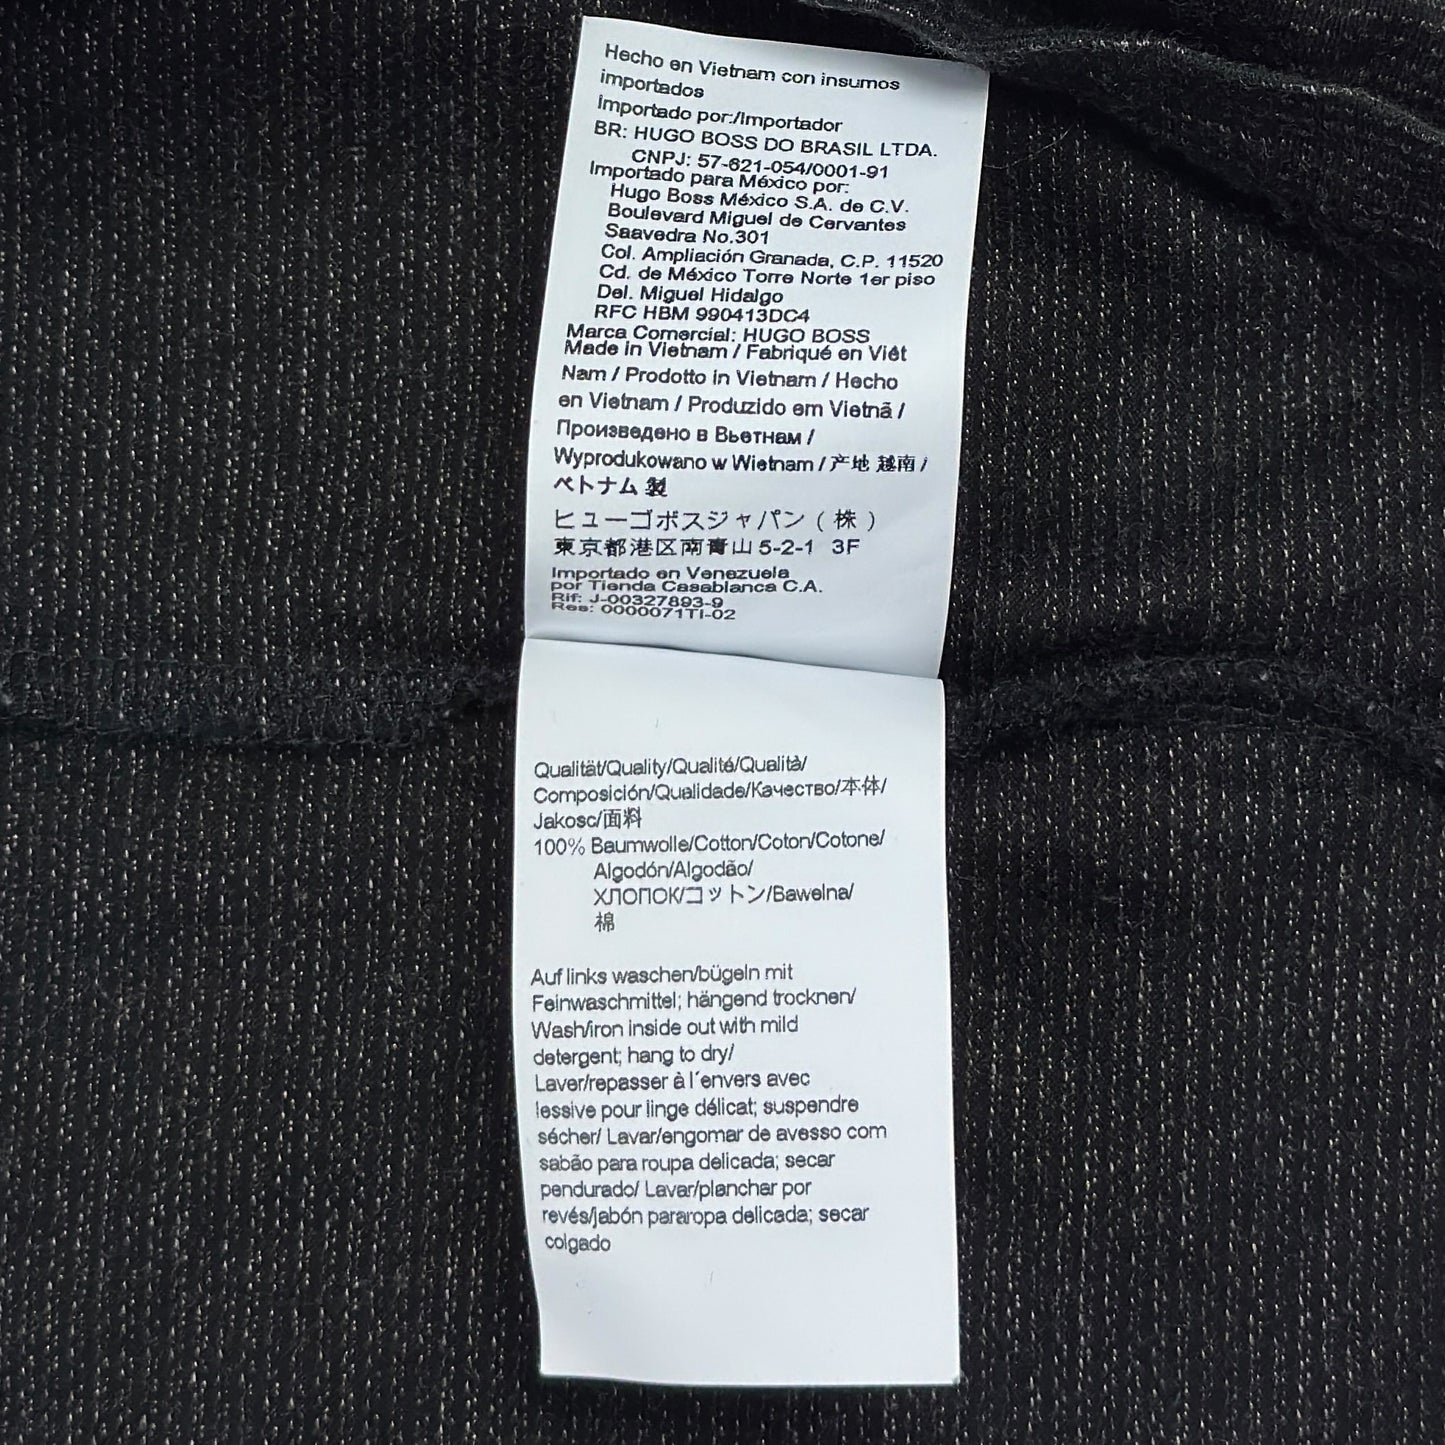 Hecho en Vietnam con insumos
importados
Importado por:/Importador
BR: HUGO BOSS DO BRASIL LTDA.
CNPJ: 57-621-054/0001-91
Importado para México por:
Hugo Boss México S.A. de C.V.
Boulevard Miguel de Cervantes
Saavedra No.301
Col. Ampliación Granada, C.P. 11520
Cd. de México Torre Norte 1er piso
Del. Miguel Hidalgo
RFC HBM 990413DC4
Marca Comercial: HUGO BOSS
Made in Vietnam / Fabriqué en Viêt
Nam / Prodotto in Vietnam / Hecho
en Vietnam / Produzido em Vietnã /
Произведено в Вьетнам /
Wyprodukowano w Wietnam / 产地 越南 /
ベトナム 製
ヒューゴボスジャパン ( 株 )
東京都港区南青山 5-2-1 3F
Importado en Venezuela
por Tienda Casablanca C.A.
Rif: J-00327893-9
Res: 0000071TI-02
Qualität/Quality/Qualité/Qualità/
Composición/Qualidade/Качество/本体/
Jakosc/面料
100% Baumwolle/Cotton/Coton/Cotone/
Algodón/Algodão/
ХЛОПОК/コットン/Bawelna/
棉
Auf links waschen/bügeln mit
Feinwaschmittel; hängend trocknen/
Wash/iron inside out with mild
detergent; hang to dry/
Laver/repasser à l´envers avec
lessive pour linge délicat; suspendre
sécher/ Lavar/engomar de avesso com
sabão para roupa delicada; secar
pendurado/ Lavar/planchar por
revés/jabón pararopa delicada; secar
colgado